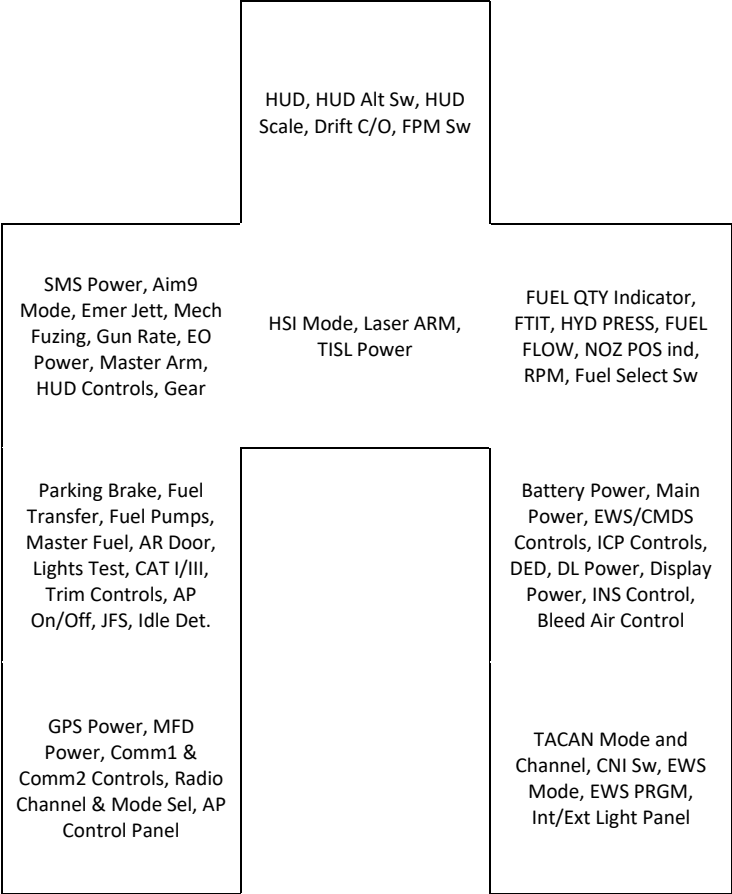 HUD, HUD Alt Sw, HUD
Scale, Drift C/O, FPM Sw
SMS Power, Aim9
Mode, Emer Jett, Mech
Fuzing, Gun Rate, EO
Power, Master Arm,
HUD Controls, Gear
HSI Mode, Laser ARM,
TISL Power
FUEL QTY Indicator,
FTIT, HYD PRESS, FUEL
FLOW, NOZ POS ind,
RPM, Fuel Select Sw
Parking Brake, Fuel
Transfer, Fuel Pumps,
Master Fuel, AR Door,
Lights Test, CAT I/III,
Trim Controls, AP
On/Off, JFS, Idle Det.
Battery Power, Main
Power, EWS/CMDS
Controls, ICP Controls,
DED, DL Power, Display
Power, INS Control,
Bleed Air Control
GPS Power, MFD
Power, Comm1 &
Comm2 Controls, Radio
Channel & Mode Sel, AP
Control Panel
TACAN Mode and
Channel, CNI Sw, EWS
Mode, EWS PRGM,
Int/Ext Light Panel